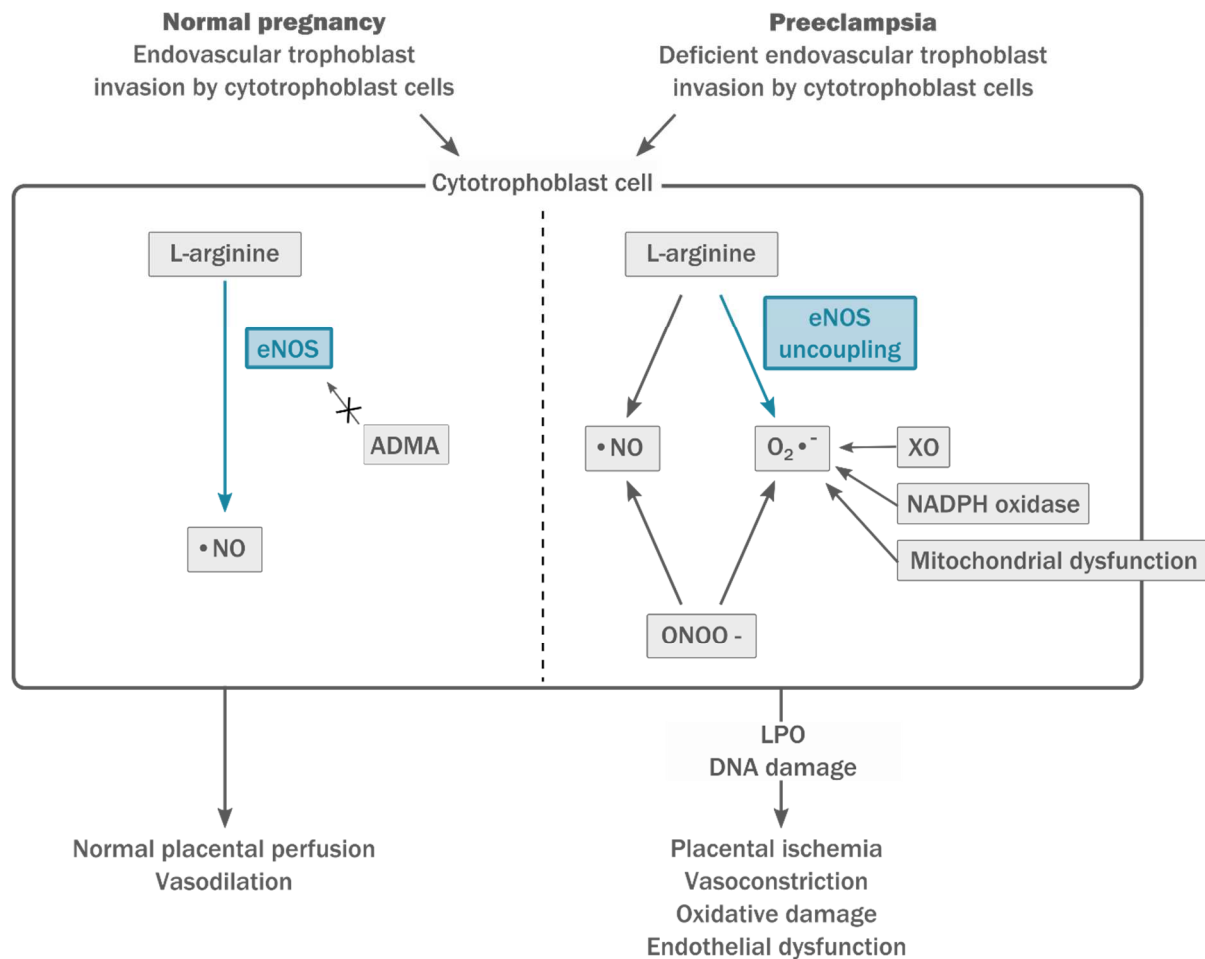 Normal pregnancy
Endovascular trophoblast
invasion by cytotrophoblast cells
Preeclampsia
Deficient endovascular trophoblast
invasion by cytotrophoblast cells
Cytotrophoblast cell
L-arginine
eNOS
ADMA
•NO
L-arginine
eNOS
uncoupling
•NO
O₂•⁻
XO
NADPH oxidase
Mitochondrial dysfunction
ONOO -
Normal placental perfusion
Vasodilation
LPO
DNA damage
Placental ischemia
Vasoconstriction
Oxidative damage
Endothelial dysfunction